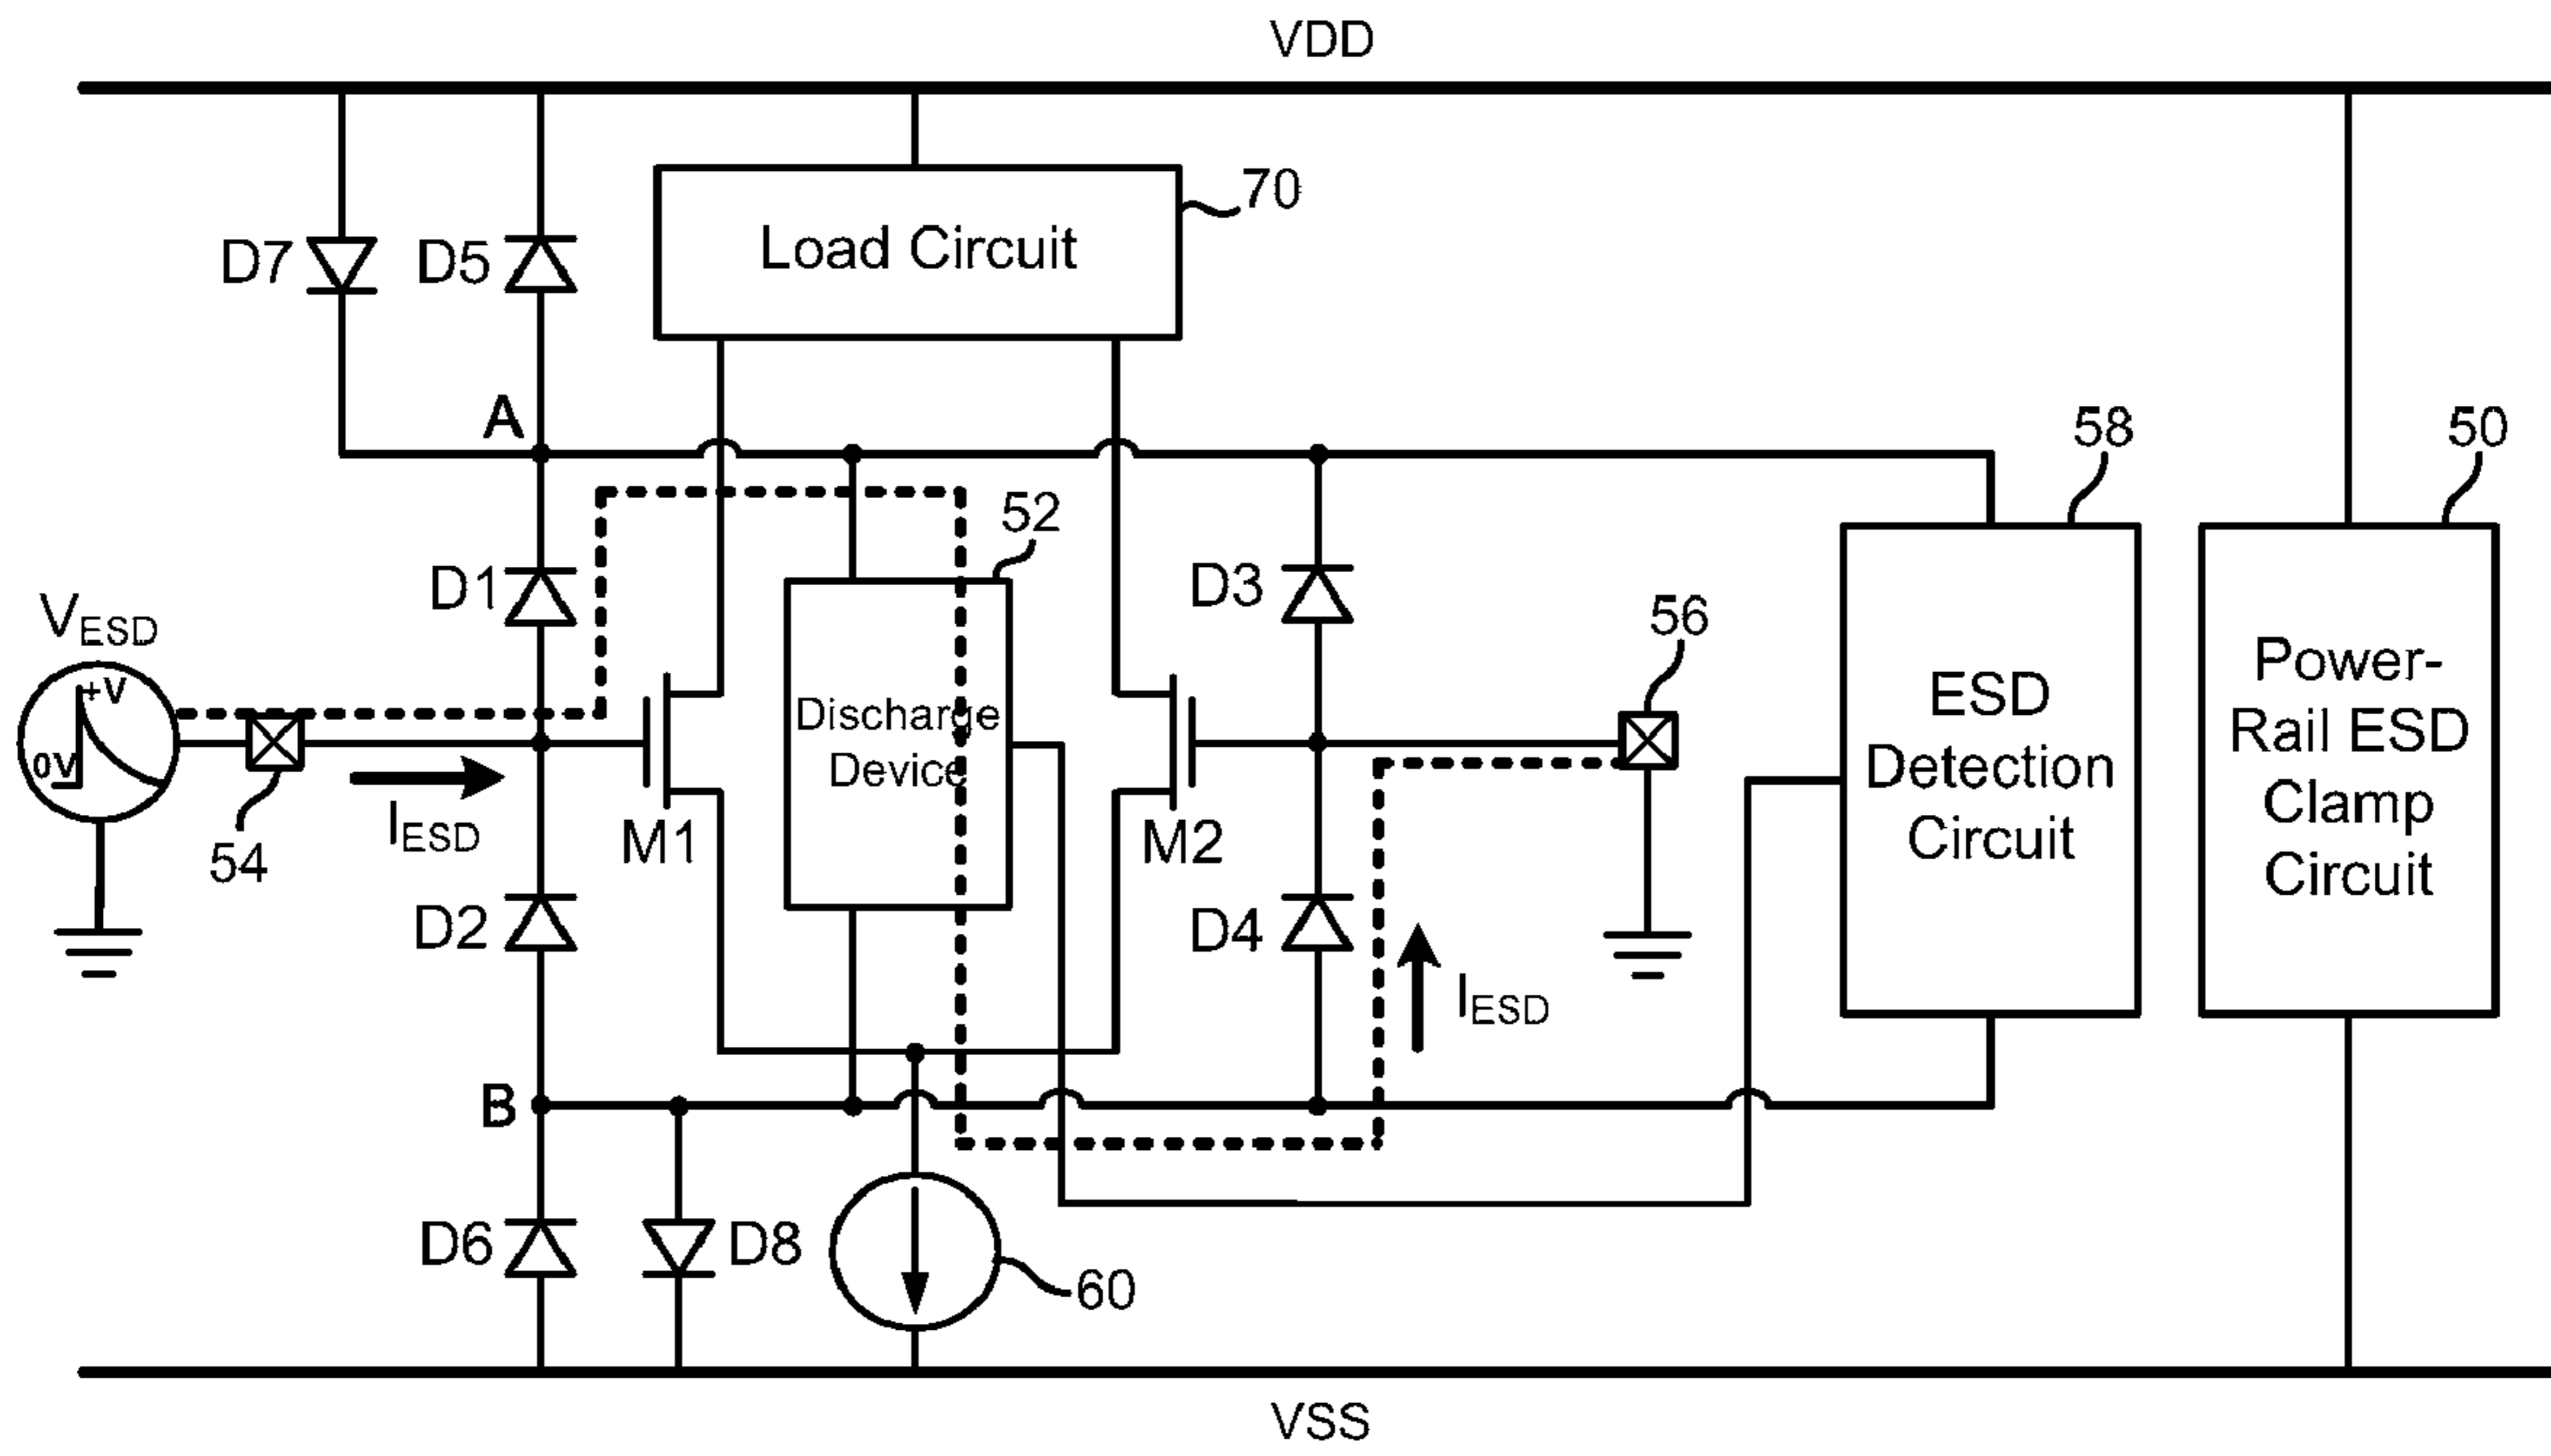 VDD
70
Load Circuit
D7
D5
A
58
50
52
D1
D3
56
VESD
+V
0V
Discharge
Device
ESD
Detection
Circuit
Power-
Rail ESD
Clamp
Circuit
IESD
54
M1
M2
D2
D4
IESD
B
D6
D8
60
VSS